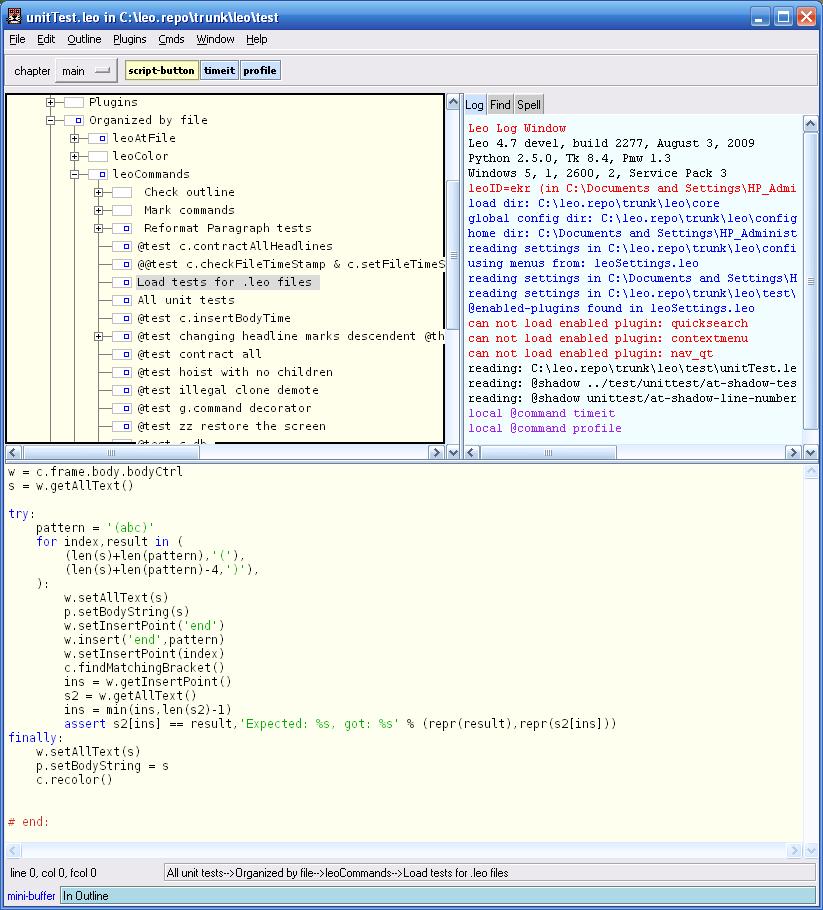 unitTest.leo in C:\leo.repo\trunk\leo\test
File Edit Outline Plugins Cmds Window Help
chapter main script-button timeit profile
Plugins
Organized by file
leoAtFile
leoColor
leoCommands
Check outline
Mark commands
Reformat Paragraph tests
@test c.contractAllHeadlines
@@test c.checkFileTimeStamp & c.setFileTimeS
Load tests for .leo files
All unit tests
@test c.insertBodyTime
@test changing headline marks descendent @th
@test contract all
@test hoist with no children
@test illegal clone demote
@test g.command decorator
@test zz restore the screen
@test c.db
Log Find Spell
Leo Log Window
Leo 4.7 devel, build 2277, August 3, 2009
Python 2.5.0, Tk 8.4, Pmw 1.3
Windows 5, 1, 2600, 2, Service Pack 3
leoID=ekr (in C:\Documents and Settings\HP_Admi
load dir: C:\leo.repo\trunk\leo\core
global config dir: C:\leo.repo\trunk\leo\config
home dir: C:\Documents and Settings\HP_Administ
reading settings in C:\leo.repo\trunk\leo\confi
using menus from: leoSettings.leo
reading settings in C:\Documents and Settings\H
reading settings in C:\leo.repo\trunk\leo\test\
@enabled-plugins found in leoSettings.leo
can not load enabled plugin: quicksearch
can not load enabled plugin: contextmenu
can not load enabled plugin: nav_qt
reading: C:\leo.repo\trunk\leo\test\unitTest.le
reading: @shadow ../test/unittest/at-shadow-tes
reading: @shadow unittest/at-shadow-line-number
local @command timeit
local @command profile
w = c.frame.body.bodyCtrl
s = w.getAllText()
try:
    pattern = '(abc)'
    for index,result in (
        (len(s)+len(pattern),'('),
        (len(s)+len(pattern)-4,')'),
    ):
        w.setAllText(s)
        p.setBodyString(s)
        w.setInsertPoint('end')
        w.insert('end',pattern)
        w.setInsertPoint(index)
        c.findMatchingBracket()
        ins = w.getInsertPoint()
        s2 = w.getAllText()
        ins = min(ins,len(s2)-1)
        assert s2[ins] == result,'Expected: %s, got: %s' % (repr(result),repr(s2[ins]))
finally:
    w.setAllText(s)
    p.setBodyString = s
    c.recolor()
# end:
line 0, col 0, fcol 0 All unit tests-->Organized by file-->leoCommands-->Load tests for .leo files
mini-buffer In Outline